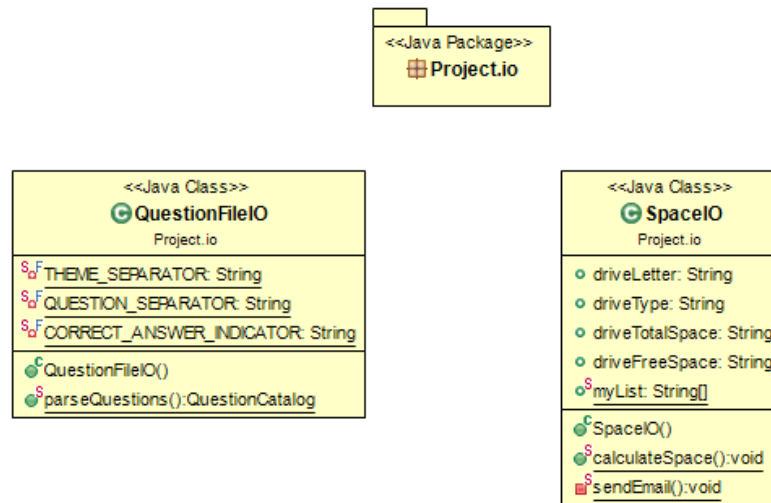 <<Java Package>>
Project.io
<<Java Class>>
QuestionFileIO
Project.io
THEME_SEPARATOR: String
QUESTION_SEPARATOR: String
CORRECT_ANSWER_INDICATOR: String
QuestionFileIO()
parseQuestions():QuestionCatalog
<<Java Class>>
SpaceIO
Project.io
driveLetter: String
driveType: String
driveTotalSpace: String
driveFreeSpace: String
myList: String[]
SpaceIO()
calculateSpace():void
sendEmail():void